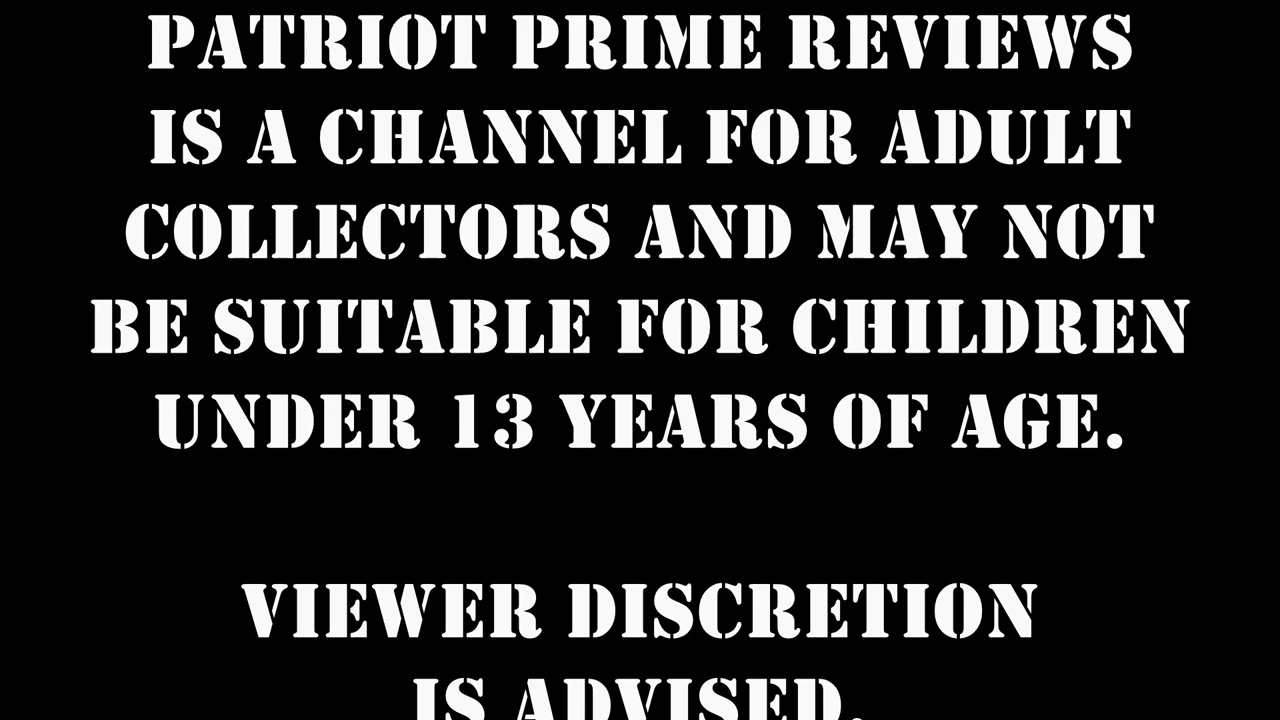 PATRIOT PRIME REVIEWS
IS A CHANNEL FOR ADULT
COLLECTORS AND MAY NOT
BE SUITABLE FOR CHILDREN
UNDER 13 YEARS OF AGE.
VIEWER DISCRETION
IS ADVISED.